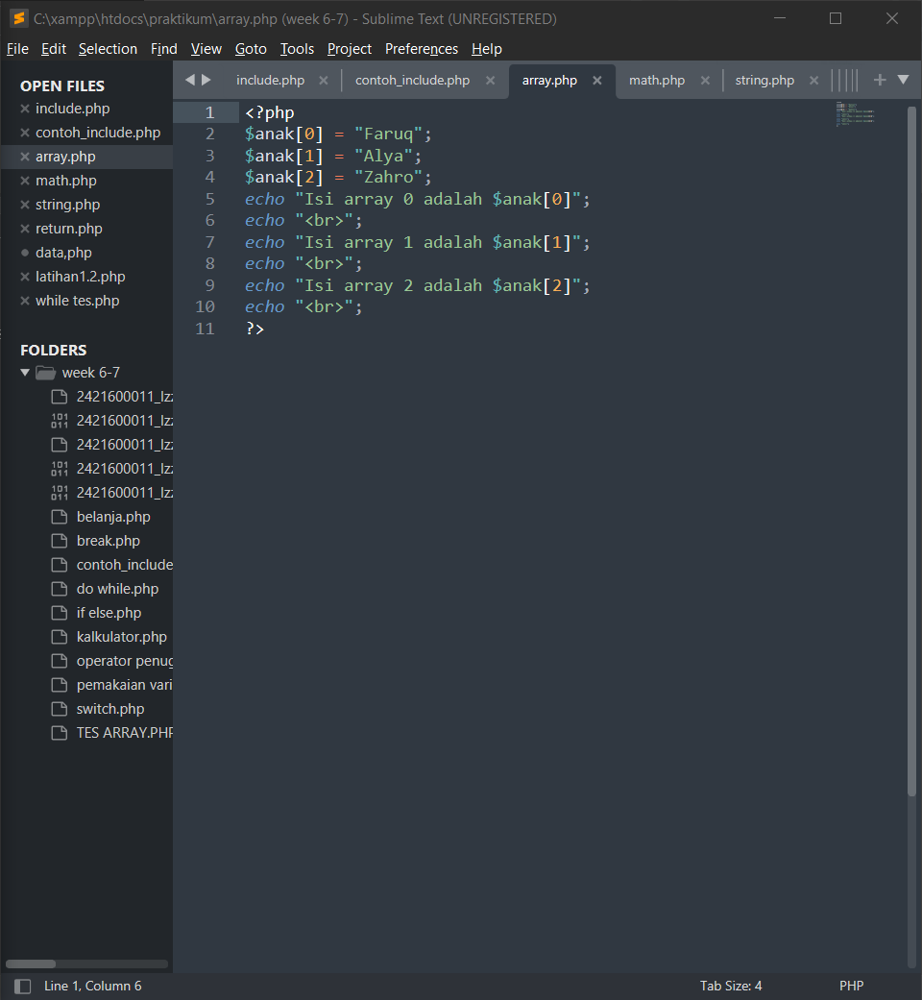 C:\xampp\htdocs\praktikum\array.php (week 6-7) - Sublime Text (UNREGISTERED)
File Edit Selection Find View Goto Tools Project Preferences Help
OPEN FILES
include.php
contoh_include.php
array.php
math.php
string.php
return.php
data,php
latihan1.2.php
while tes.php
FOLDERS
week 6-7
2421600011_Izz
2421600011_Izz
2421600011_Izz
2421600011_Izz
2421600011_Izz
belanja.php
break.php
contoh_include
do while.php
if else.php
kalkulator.php
operator penug
pemakaian vari
switch.php
TES ARRAY.PHP
include.php contoh_include.php array.php math.php string.php
1 <?php
2 $anak[0] = "Faruq";
3 $anak[1] = "Alya";
4 $anak[2] = "Zahro";
5 echo "Isi array 0 adalah $anak[0]";
6 echo "<br>";
7 echo "Isi array 1 adalah $anak[1]";
8 echo "<br>";
9 echo "Isi array 2 adalah $anak[2]";
10 echo "<br>";
11 ?>
Line 1, Column 6 Tab Size: 4 PHP